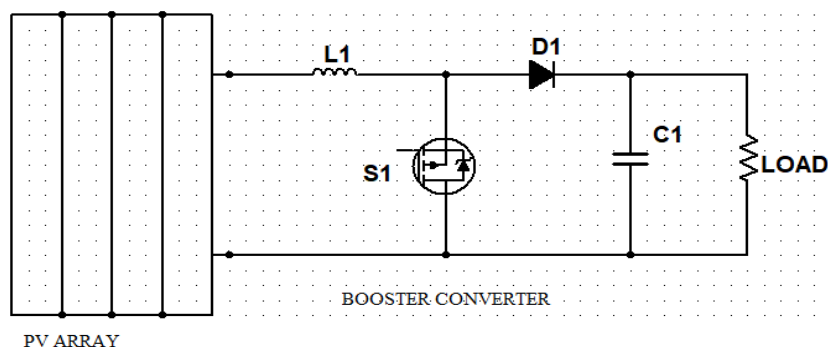 L1
D1
S1
C1
LOAD
BOOSTER CONVERTER
PV ARRAY